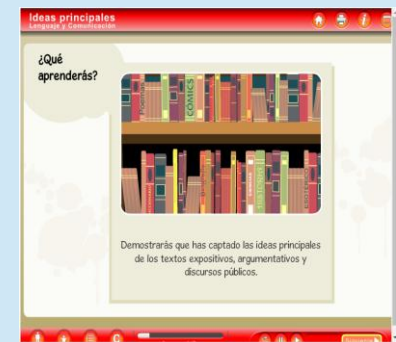 Ideas principales
Lenguaje y Comunicación
¿Qué
aprenderás?
COMICS
Demostrarás que has captado las ideas principales
de los textos expositivos, argumentativos y
discursos públicos.